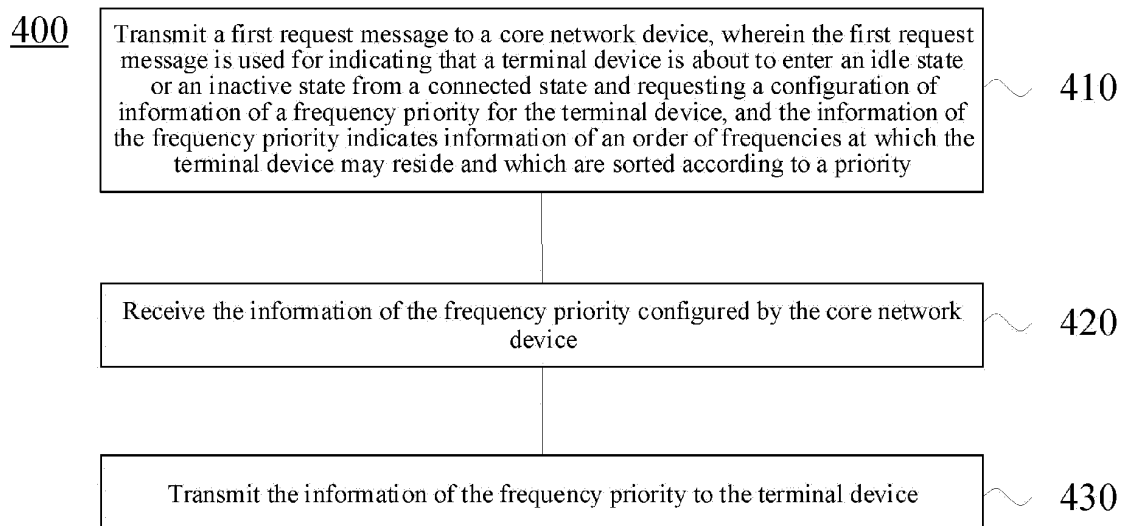 400
Transmit a first request message to a core network device, wherein the first request
message is used for indicating that a terminal device is about to enter an idle state
or an inactive state from a connected state and requesting a configuration of
information of a frequency priority for the terminal device, and the information of
the frequency priority indicates information of an order of frequencies at which the
terminal device may reside and which are sorted according to a priority
410
Receive the information of the frequency priority configured by the core network
device
420
Transmit the information of the frequency priority to the terminal device
430